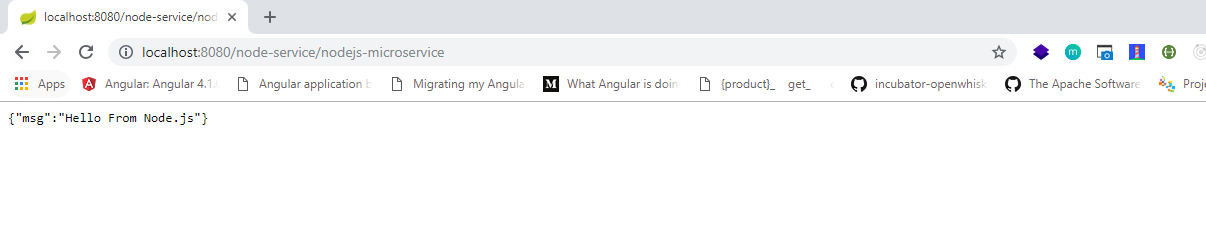 localhost:8080/node-service/nod
localhost:8080/node-service/nodejs-microservice
Apps Angular: Angular 4.1. Angular application b Migrating my Angula M What Angular is doin {product}_ get_ incubator-openwhisk The Apache Software Proje
{"msg":"Hello From Node.js"}